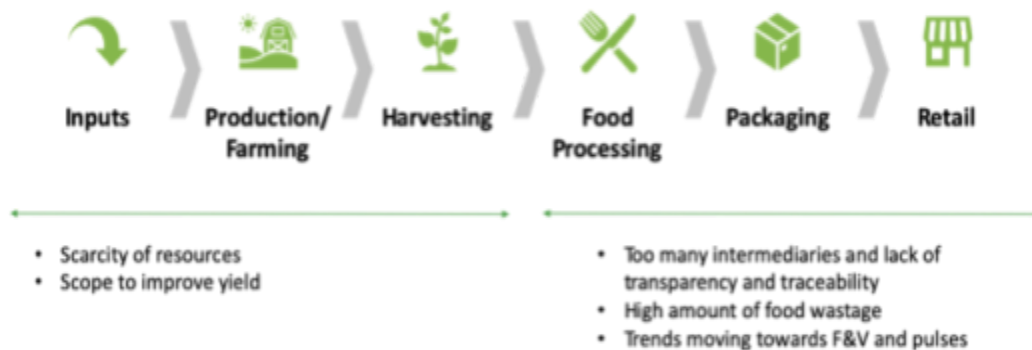 Inputs
Production/
Farming
Harvesting
Food
Processing
Packaging
Retail
• Scarcity of resources
• Scope to improve yield
• Too many intermediaries and lack of
transparency and traceability
• High amount of food wastage
• Trends moving towards F&V and pulses